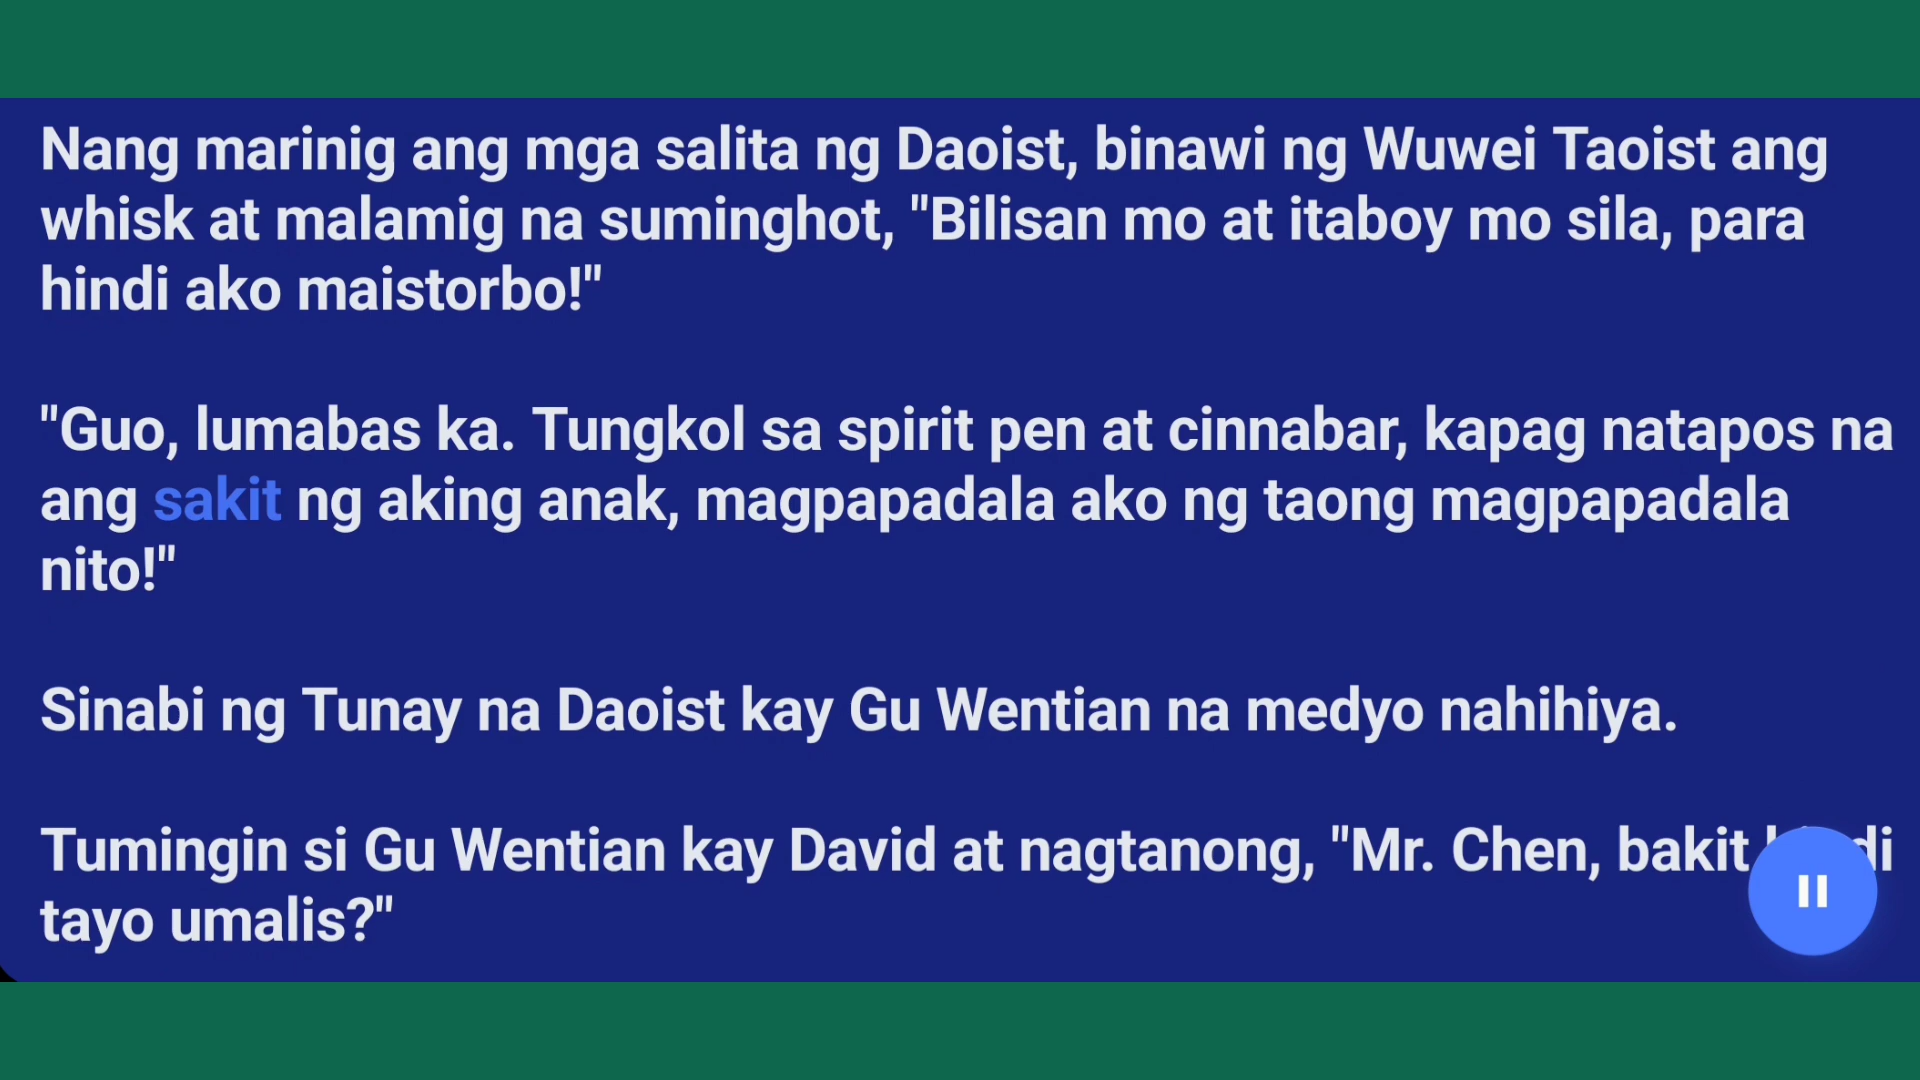 Nang marinig ang mga salita ng Daoist, binawi ng Wuwei Taoist ang
whisk at malamig na suminghot, "Bilisan mo at itaboy mo sila, para
hindi ako maistorbo!"
"Guo, lumabas ka. Tungkol sa spirit pen at cinnabar, kapag natapos na
ang sakit ng aking anak, magpapadala ako ng taong magpapadala
nito!"
Sinabi ng Tunay na Daoist kay Gu Wentian na medyo nahihiya.
Tumingin si Gu Wentian kay David at nagtanong, "Mr. Chen, bakit
tayo umalis?"